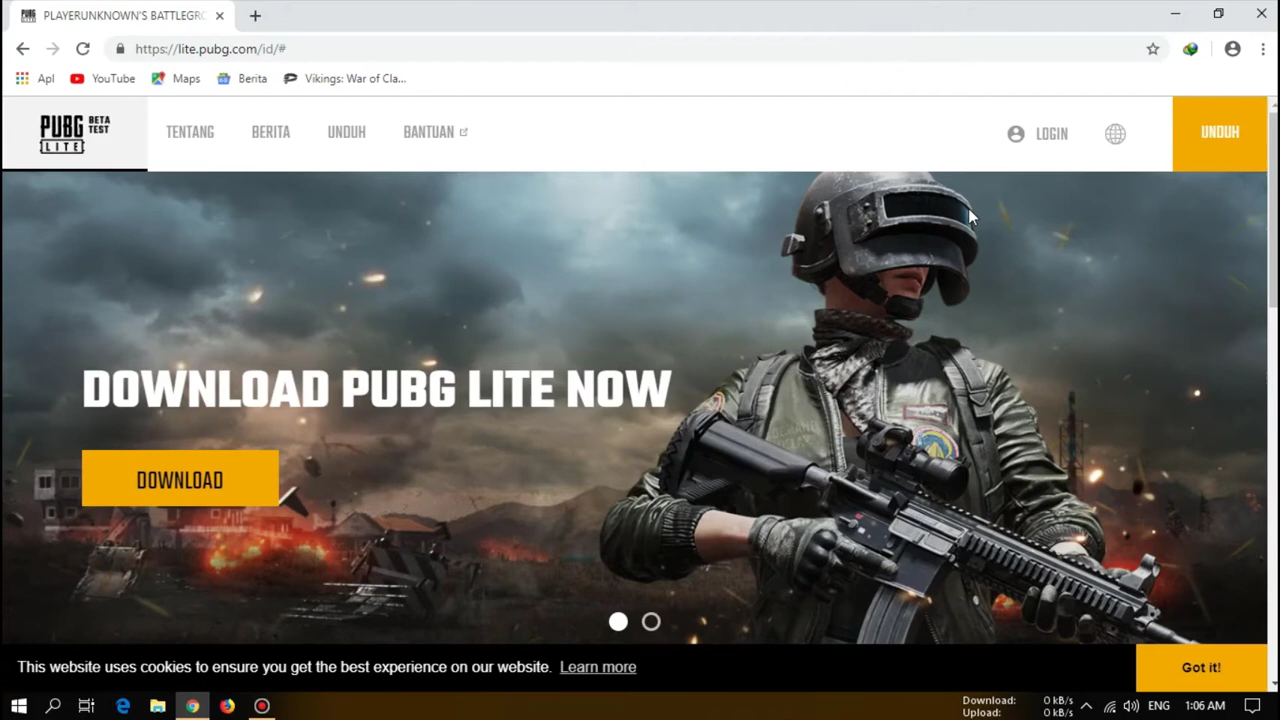 PLAYERUNKNOWN'S BATTLEGRO
https://lite.pubg.com/id/#
Apl
YouTube
Maps
Berita
Vikings: War of Cla...
PUBG BETA TEST
LITE
TENTANG
BERITA
UNDUH
BANTUAN
LOGIN
UNDUH
DOWNLOAD PUBG LITE NOW
DOWNLOAD
This website uses cookies to ensure you get the best experience on our website. Learn more
Got it!
Download: 0 kB/s
Upload: 0 kB/s
ENG
1:06 AM